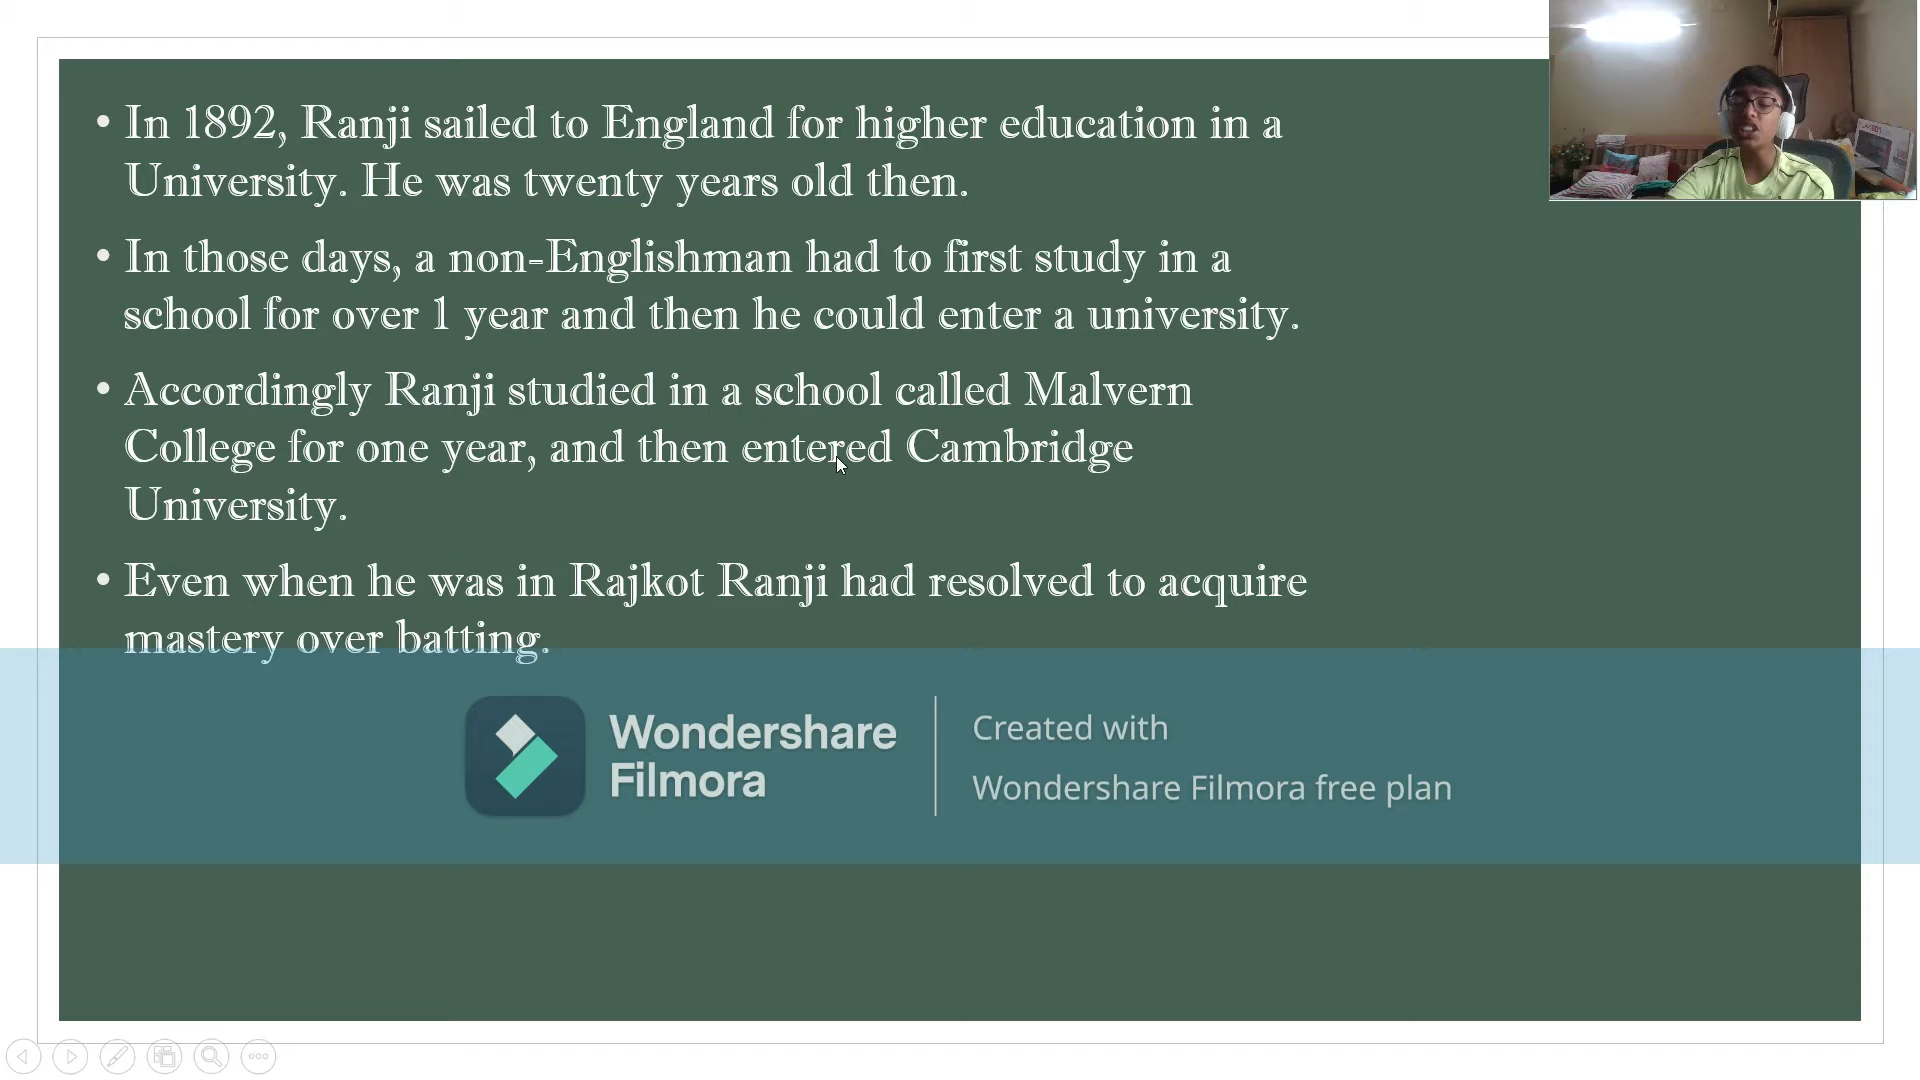 • In 1892, Ranji sailed to England for higher education in a
University. He was twenty years old then.
• In those days, a non-Englishman had to first study in a
school for over 1 year and then he could enter a university.
• Accordingly Ranji studied in a school called Malvern
College for one year, and then entered Cambridge
University.
• Even when he was in Rajkot Ranji had resolved to acquire
mastery over batting.
Wondershare
Filmora
Created with
Wondershare Filmora free plan